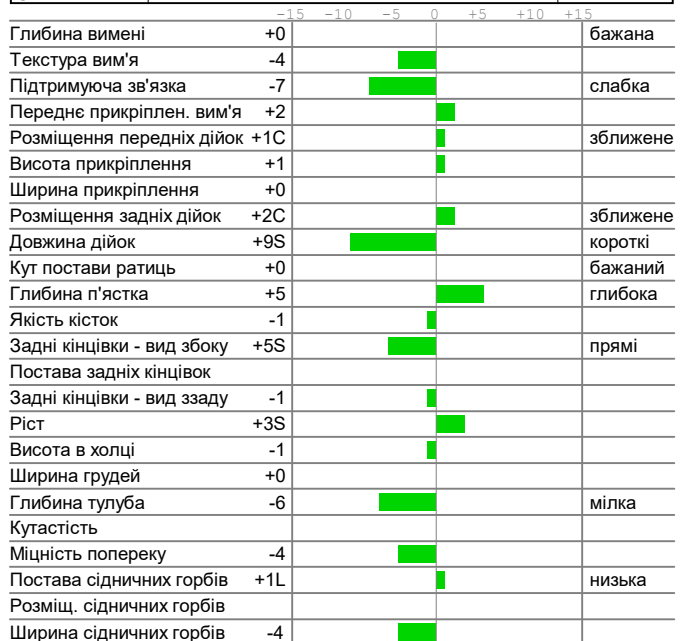 -15 -10 -5 0 +5 +10 +15
Глибина вимені +0 бажана
Текстура вим'я -4
Підтримуюча зв'язка -7 слабка
Переднє прикріплен. вим'я +2
Розміщення передніх дійок +1C зближене
Висота прикріплення +1
Ширина прикріплення +0
Розміщення задніх дійок +2C зближене
Довжина дійок +9S короткі
Кут постави ратиць +0 бажаний
Глибина п'ястка +5 глибока
Якість кісток -1
Задні кінцівки - вид збоку +5S прямі
Постава задніх кінцівок
Задні кінцівки - вид ззаду -1
Ріст +3S
Висота в холці -1
Ширина грудей +0
Глибина тулуба -6 мілка
Кутастість
Міцність попереку -4
Постава сідничних горбів +1L низька
Розміщ. сідничних горбів
Ширина сідничних горбів -4